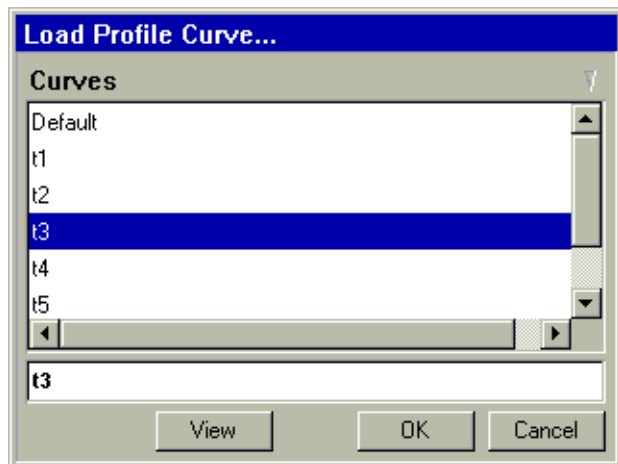 Load Profile Curve...
Curves
Default
t1
t2
t3
t4
t5
t3
View OK Cancel